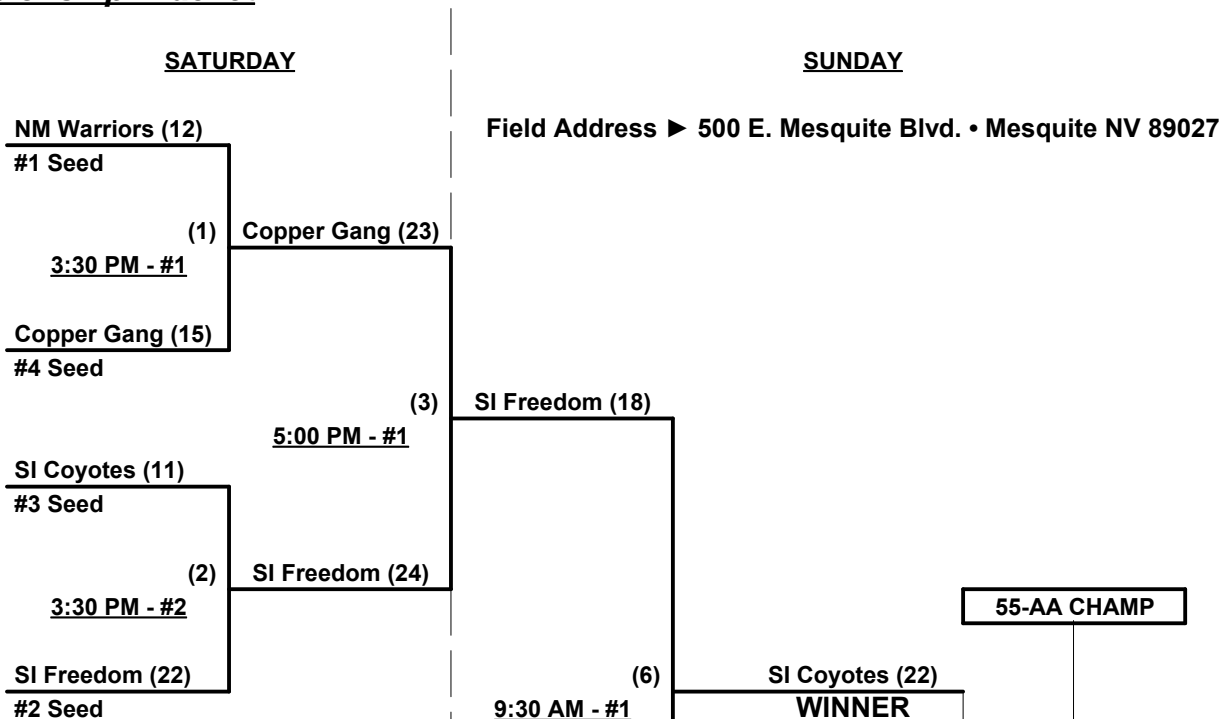 SATURDAY
SUNDAY
NM Warriors (12)
Field Address ► 500 E. Mesquite Blvd. • Mesquite NV 89027
#1 Seed
(1)
Copper Gang (23)
3:30 PM - #1
Copper Gang (15)
#4 Seed
(3)
SI Freedom (18)
5:00 PM - #1
SI Coyotes (11)
#3 Seed
(2)
SI Freedom (24)
3:30 PM - #2
55-AA CHAMP
SI Freedom (22)
(6)
SI Coyotes (22)
#2 Seed
9:30 AM - #1
WINNER